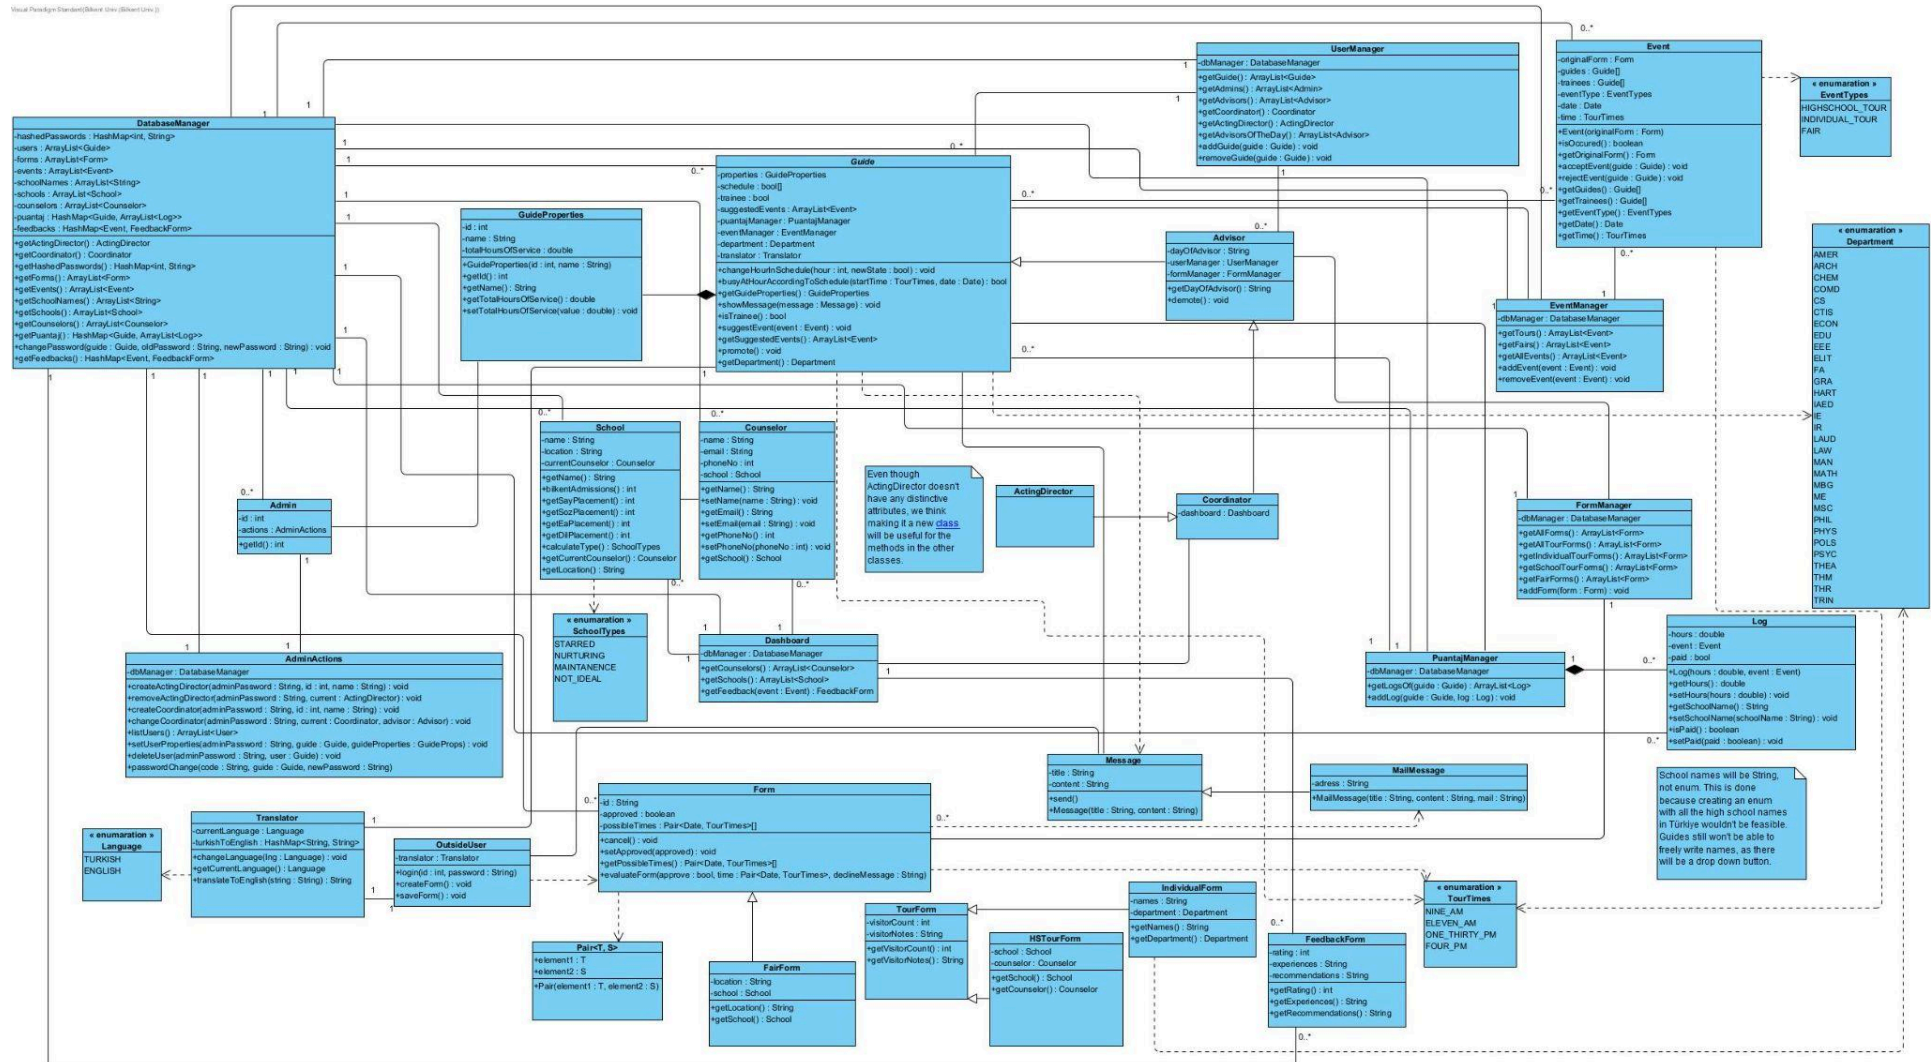 Visual Paradigm Standard(Bilkent Univ.(Bilkent Univ.))
DatabaseManager
-hashedPasswords : HashMap<int, String>
-users : ArrayList<Guide>
-forms : ArrayList<Form>
-events : ArrayList<Event>
-schoolNames : ArrayList<String>
-schools : ArrayList<School>
-counselors : ArrayList<Counselor>
-puantaj : HashMap<Guide, ArrayList<Log>>
-feedbacks : HashMap<Event, FeedbackForm>
+getActingDirector() : ActingDirector
+getCoordinator() : Coordinator
+getHashedPasswords() : HashMap<int, String)
+getForms() : ArrayList<Form>
+getEvents() : ArrayList<Event>
+getSchoolNames() : ArrayList<String>
+getSchools() : ArrayList<School>
+getCounselors() : ArrayList<Counselor>
+getPuantaj() : HashMap<Guide, ArrayList<Log>>
+changePassword(guide : Guide, oldPassword : String, newPassword : String) : void
+getFeedbacks() : HashMap<Event, FeedbackForm>
GuideProperties
-id : int
-name : String
-totalHoursOfService : double
+GuideProperties(id : int, name : String)
+getId() : int
+getName() : String
+getTotalHoursOfService() : double
+setTotalHoursOfService(value : double) : void
Guide
-properties : GuideProperties
-schedule : bool[]
-trainee : bool
-suggestedEvents : ArrayList<Event>
-puantajManager : PuantajManager
-eventManager : EventManager
-department : Department
-translator : Translator
+changeHourInSchedule(hour : int, newState : bool) : void
+busyAtHourAccordingToSchedule(startTime : TourTimes, date : Date) : bool
+getGuideProperties() : GuideProperties
+showMessage(message : Message) : void
+isTrainee() : bool
+suggestEvent(event : Event) : void
+getSuggestedEvents() : ArrayList<Event>
+promote() : void
+getDepartment() : Department
UserManager
-dbManager : DatabaseManager
+getGuide() : ArrayList<Guide>
+getAdmins() : ArrayList<Admin>
+getAdvisors() : ArrayList<Advisor>
+getCoordinator() : Coordinator
+getActingDirector() : ActingDirector
+getAdvisorsOfTheDay() : ArrayList<Advisor>
+addGuide(guide : Guide) : void
+removeGuide(guide : Guide) : void
Event
-originalForm : Form
-guides : Guide[]
-trainees : Guide[]
-eventType : EventTypes
-date : Date
-time : TourTimes
+Event(originalForm : Form)
+isOccured() : boolean
+getOriginalForm() : Form
+acceptEvent(guide : Guide) : void
+rejectEvent(guide : Guide) : void
+getGuides() : Guide[]
+getTrainees() : Guide[]
+getEventType() : EventTypes
+getDate() : Date
+getTime() : TourTimes
« enumaration »
EventTypes
HIGHSCHOOL_TOUR
INDIVIDUAL_TOUR
FAIR
Advisor
-dayOfAdvisor : String
-userManager : UserManager
-formManager : FormManager
+getDayOfAdvisor() : String
+demote() : void
EventManager
-dbManager : DatabaseManager
+getTours() : ArrayList<Event>
+getFairs() : ArrayList<Event>
+getAllEvents() : ArrayList<Event>
+addEvent(event : Event) : void
+removeEvent(event : Event) : void
« enumaration »
Department
AMER
ARCH
CHEM
COMD
CS
CTIS
ECON
EDU
EEE
ELIT
FA
GRA
HART
IAED
IE
IR
LAUD
LAW
MAN
MATH
MBG
ME
MSC
PHIL
PHYS
POLS
PSYC
THEA
THM
THR
TRIN
School
-name : String
-location : String
-currentCounselor : Counselor
+getName() : String
+bilkentAdmissions() : int
+getSayPlacement() : int
+getSozPlacement() : int
+getEaPlacement() : int
+getDilPlacement() : int
+calculateType() : SchoolTypes
+getCurrentCounselor() : Counselor
+getLocation() : String
Counselor
-name : String
-email : String
-phoneNo : int
-school : School
+getName() : String
+setName(name : String) : void
+getEmail() : String
+setEmail(email : String) : void
+getPhoneNo() : int
+setPhoneNo(phoneNo : int) : void
+getSchool() : School
Even though
ActingDirector doesn't
have any distinctive
attributes, we think
making it a new class
will be useful for the
methods in the other
classes.
ActingDirector
Coordinator
-dashboard : Dashboard
FormManager
-dbManager : DatabaseManager
+getAllForms() : ArrayList<Form>
+getAllTourForms() : ArrayList<Form>
+getIndividualTourForms() : ArrayList<Form>
+getSchoolTourForms() : ArrayList<Form>
+getFairForms() : ArrayList<Form>
+addForm(form : Form) : void
Admin
-id : int
-actions : AdminActions
+getId() : int
« enumaration »
SchoolTypes
STARRED
NURTURING
MAINTANENCE
NOT_IDEAL
Dashboard
-dbManager : DatabaseManager
+getCounselors() : ArrayList<Counselor>
+getSchools() : ArrayList<School>
+getFeedback(event : Event) : FeedbackForm
AdminActions
-dbManager : DatabaseManager
+createActingDirector(adminPassword : String, id : int, name : String) : void
+removeActingDirector(adminPassword : String, current : ActingDirector) : void
+createCoordinator(adminPassword : String, id : int, name : String) : void
+changeCoordinator(adminPassword : String, current : Coordinator, advisor : Advisor) : void
+listUsers() : ArrayList<User>
+setUserProperties(adminPassword : String, guide : Guide, guideProperties : GuideProps) : void
+deleteUser(adminPassword : String, user : Guide) : void
+passwordChange(code : String, guide : Guide, newPassword : String)
PuantajManager
-dbManager : DatabaseManager
+getLogsOf(guide : Guide) : ArrayList<Log>
+addLog(guide : Guide, log : Log) : void
Log
-hours : double
-event : Event
-paid : bool
+Log(hours : double, event : Event)
+getHours() : double
+setHours(hours : double) : void
+getSchoolName() : String
+setSchoolName(schoolName : String) : void
+isPaid() : boolean
+setPaid(paid : boolean) : void
Message
-title : String
-content : String
+send()
+Message(title : String, content : String)
MailMessage
-adress : String
+MailMessage(title : String, content : String, mail : String)
School names will be String,
not enum. This is done
because creating an enum
with all the high school names
in Türkiye wouldn't be feasible.
Guides still won't be able to
freely write names, as there
will be a drop down button.
« enumaration »
Language
TURKISH
ENGLISH
Translator
-currentLanguage : Language
-turkishToEnglish : HashMap<String, String>
+changeLanguage(lng : Language) : void
+getCurrentLanguage() : Language
+translateToEnglish(string : String) : String
OutsideUser
-translator : Translator
+login(id : int, password : String)
+createForm() : void
+saveForm() : void
Form
-id : String
-approved : boolean
-possibleTimes : Pair<Date, TourTimes>[]
+cancel() : void
+setApproved(approved) : void
+getPossibleTimes() : Pair<Date, TourTimes>[]
+evaluateForm(approve : bool, time : Pair<Date, TourTimes>, declineMessage : String)
Pair<T, S>
+element1 : T
+element2 : S
+Pair(element1 : T, element2 : S)
FairForm
-location : String
-school : School
+getLocation() : String
+getSchool() : School
TourForm
-visitorCount : int
-visitorNotes : String
+getVisitorCount() : int
+getVisitorNotes() : String
HSTourForm
-school : School
-counselor : Counselor
+getSchool() : School
+getCounselor() : Counselor
IndividualForm
-names : String
-department : Department
+getNames() : String
+getDepartment() : Department
FeedbackForm
-rating : int
-experiences : String
-recommendations : String
+getRating() : int
+getExperiences() : String
+getRecommendations() : String
« enumaration »
TourTimes
NINE_AM
ELEVEN_AM
ONE_THIRTY_PM
FOUR_PM